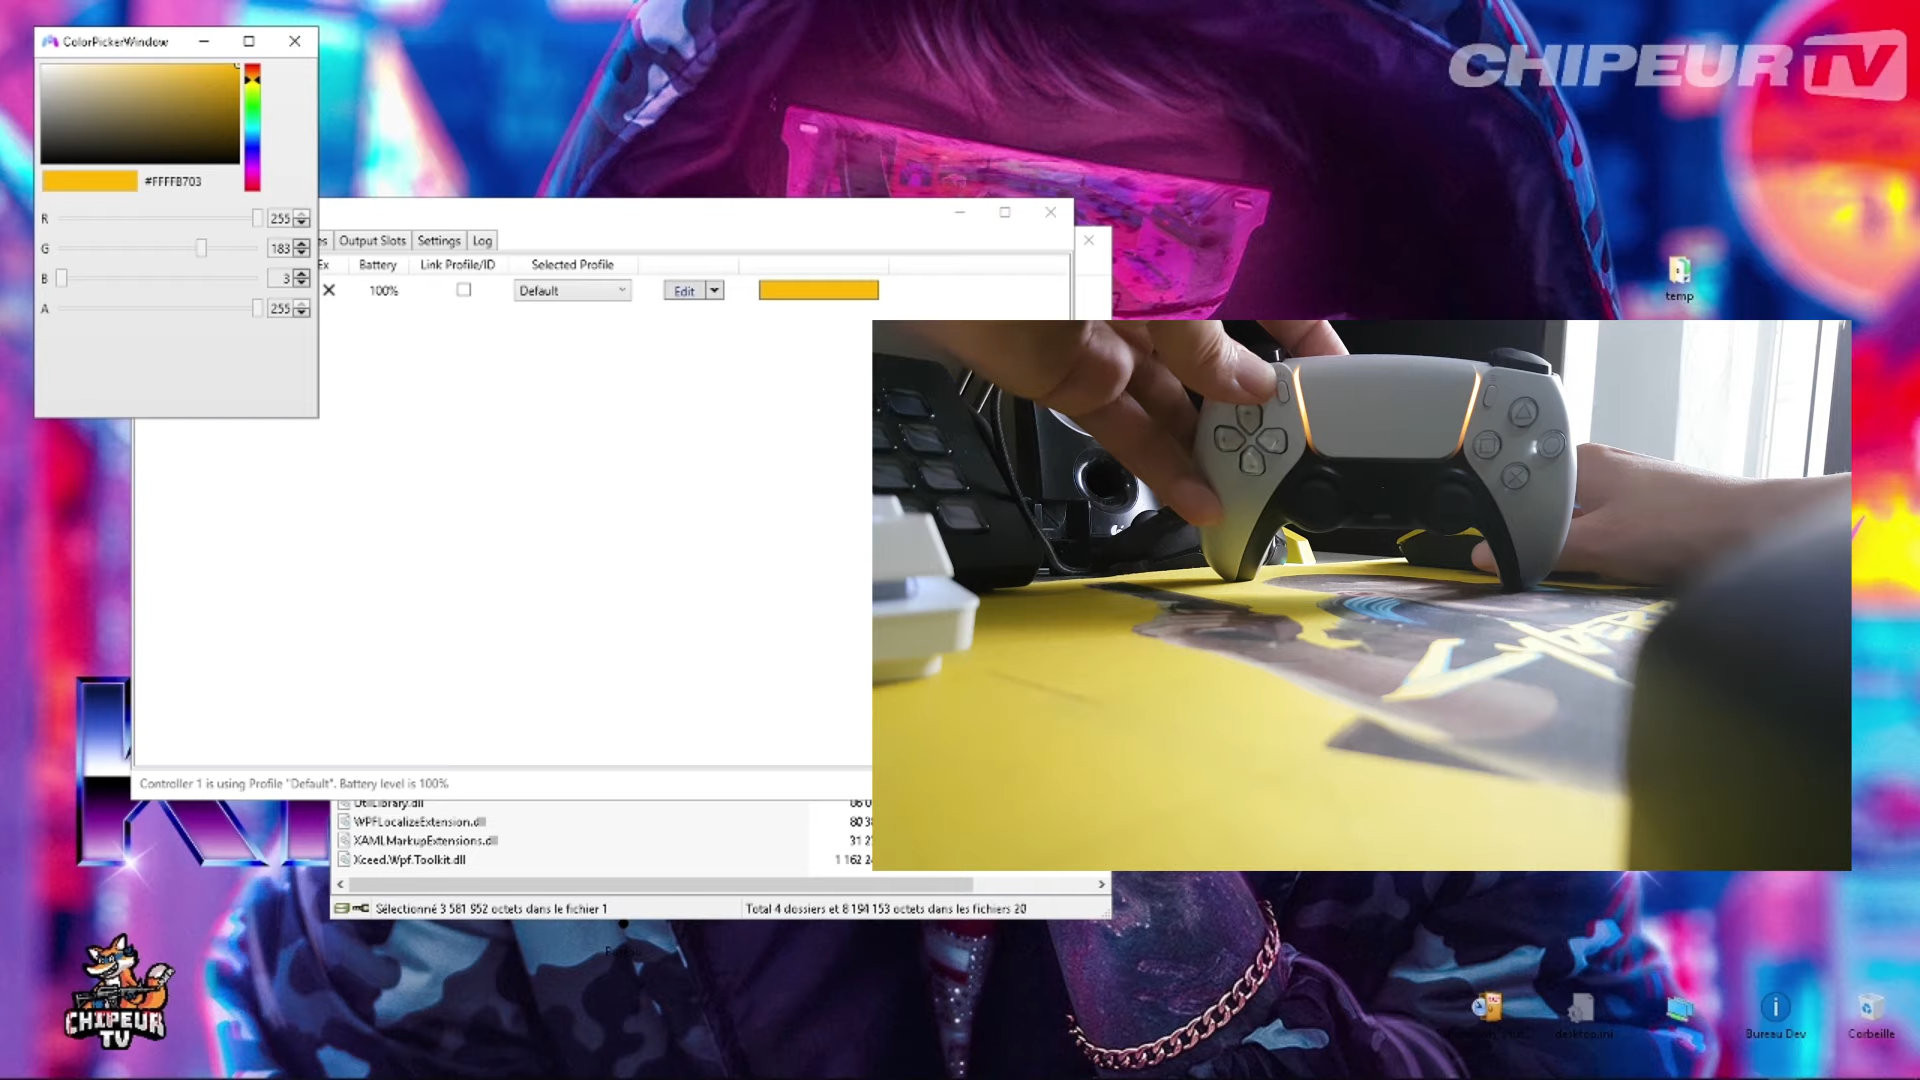 ColorPickerWindow
CHIPEUR TV
#FFFFB703
R 255
G 183
B 3
A 255
Output Slots Settings Log
Ex Battery Link Profile/ID Selected Profile
100% Default Edit
temp
Controller 1 is using Profile "Default". Battery level is 100%
UtilLibrary.dll
WPFLocalizeExtension.dll
XAMLMarkupExtensions.dll
Xceed.Wpf.Toolkit.dll
Sélectionné 3 581 952 octets dans le fichier 1
Total 4 dossiers et 8 194 153 octets dans les fichiers 20
CHIPEUR
TV
desktop.ini
Bureau Dev
Corbeille